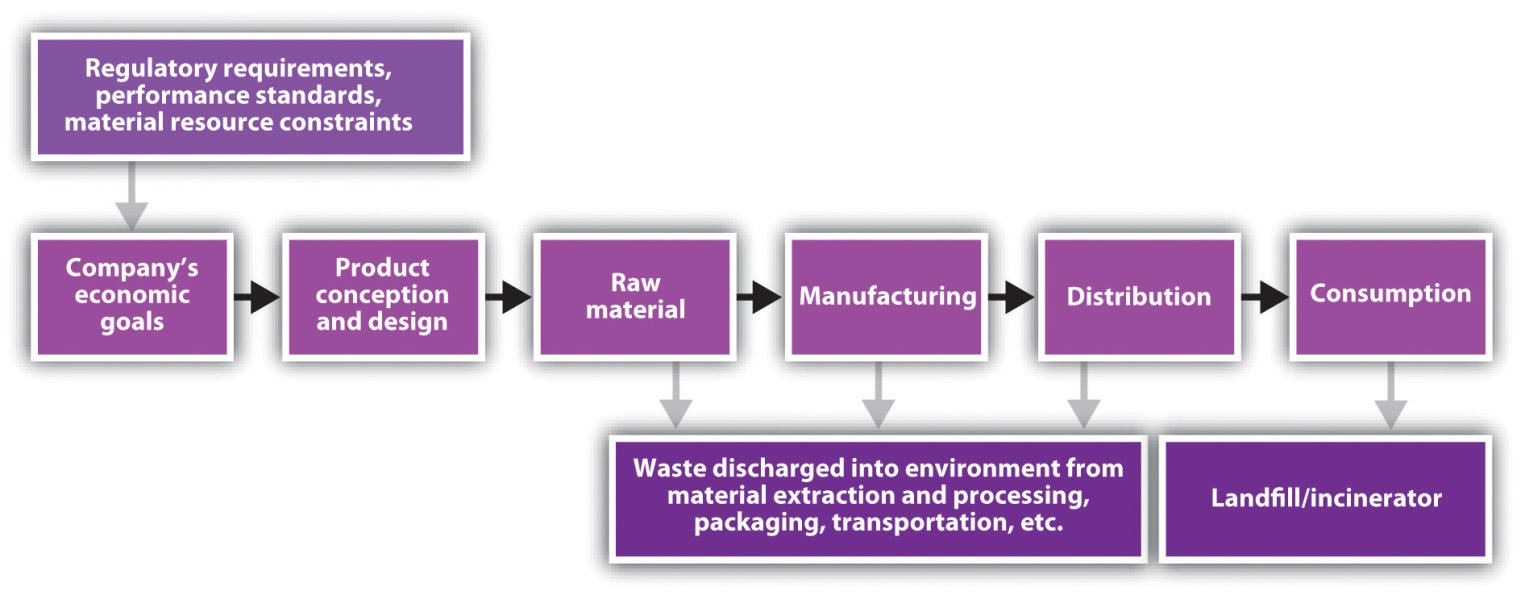 Regulatory requirements,
performance standards,
material resource constraints
Company’s
economic
goals
Product
conception
and design
Raw
material
Manufacturing
Distribution
Consumption
Waste discharged into environment from
material extraction and processing,
packaging, transportation, etc.
Landfill/incinerator